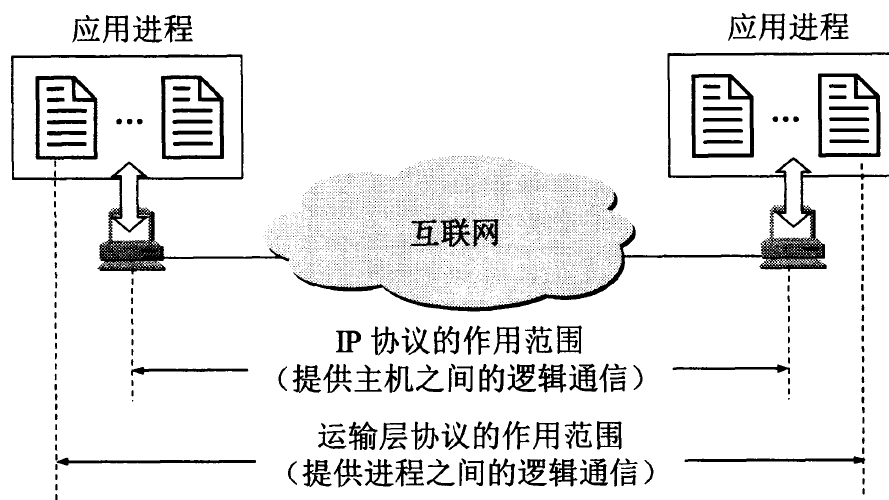 应用进程
应用进程
…
…
互联网
IP 协议的作用范围
（提供主机之间的逻辑通信）
运输层协议的作用范围
（提供进程之间的逻辑通信）